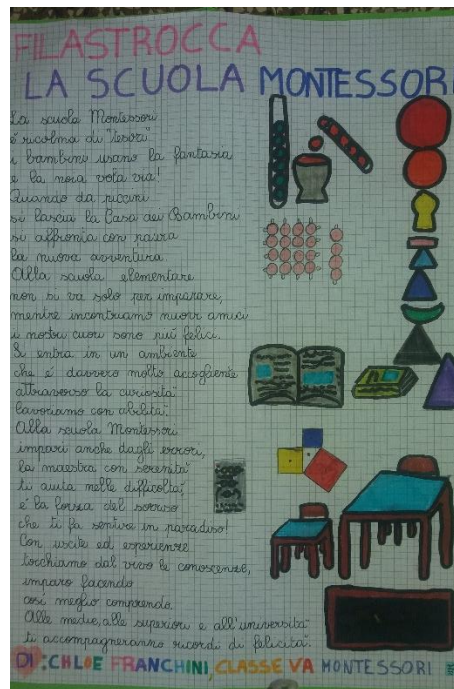 FILASTROCCA
LA SCUOLA MONTESSORI
La scuola Montessori
è ricolma di "tesori"
i bambini usano la fantasia
e la noia vola via!
Quando da piccini
si lascia la Casa dei Bambini
si affronta con paura
la nuova avventura.
Alla scuola elementare
non si va solo per imparare,
mentre incontriamo nuovi amici
i nostri cuori sono più felici.
Si entra in un ambiente
che è davvero molto accogliente
attraverso la curiosità
lavoriamo con abilità.
Alla scuola Montessori
impari anche dagli errori,
la maestra con serenità
ti aiuta nelle difficoltà,
è la forza del sorriso
che ti fa sentire in paradiso!
Con uscite ed esperienze
tocchiamo dal vivo le conoscenze,
imparo facendo
così meglio comprendo.
Alle medie, alle superiori e all'università
ti accompagneranno ricordi di felicità.
DI: CHLOE FRANCHINI, CLASSE VA MONTESSORI